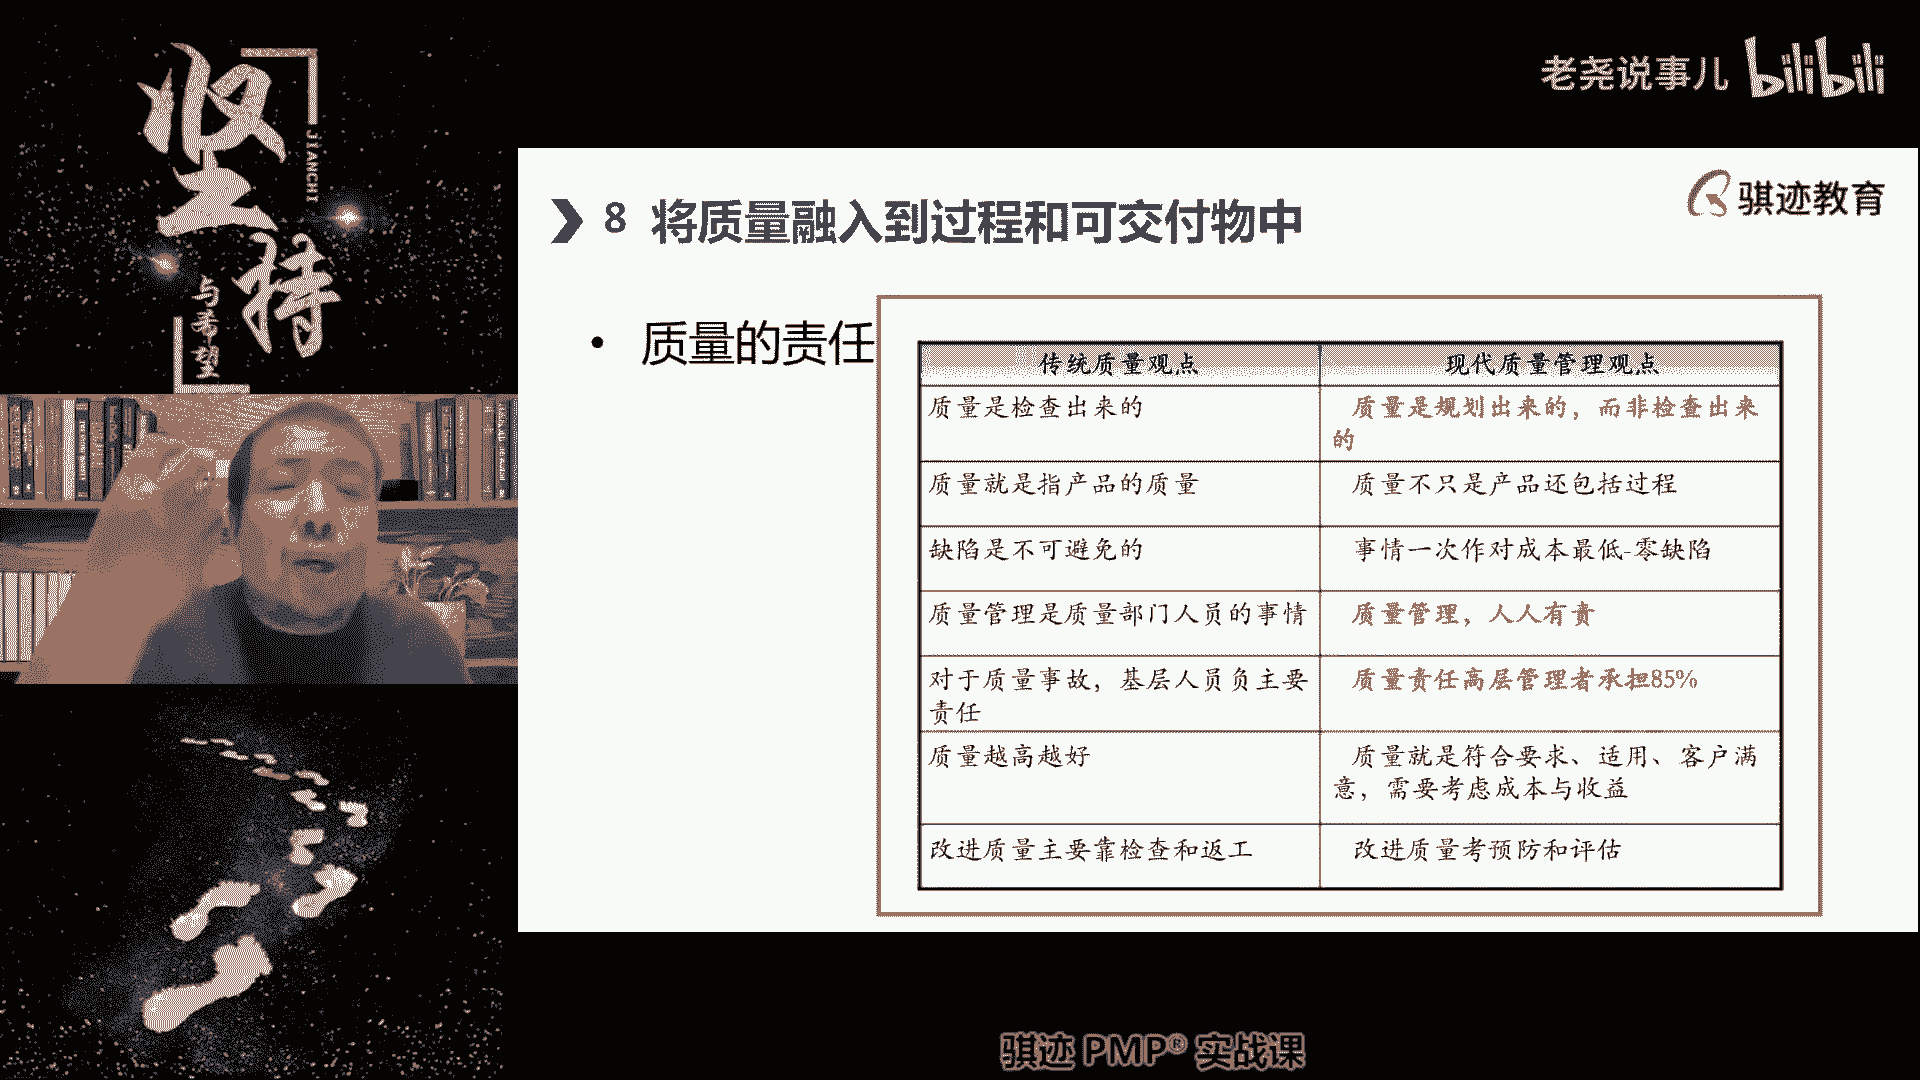 坚持
JIANCHI
与希望
老尧说事儿 bilibili
骐迹教育
8 将质量融入到过程和可交付物中
• 质量的责任
传统质量观点
现代质量管理观点
质量是检查出来的
质量是规划出来的，而非检查出来
的
质量就是指产品的质量
质量不只是产品还包括过程
缺陷是不可避免的
事情一次作对成本最低-零缺陷
质量管理是质量部门人员的事情
质量管理，人人有责
对于质量事故，基层人员负主要
责任
质量责任高层管理者承担85%
质量越高越好
质量就是符合要求、适用、客户满
意，需要考虑成本与收益
改进质量主要靠检查和返工
改进质量考预防和评估
骐迹 PMP® 实战课